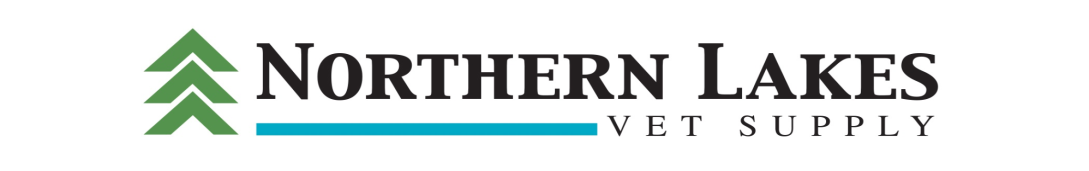 NORTHERN LAKES
VET SUPPLY